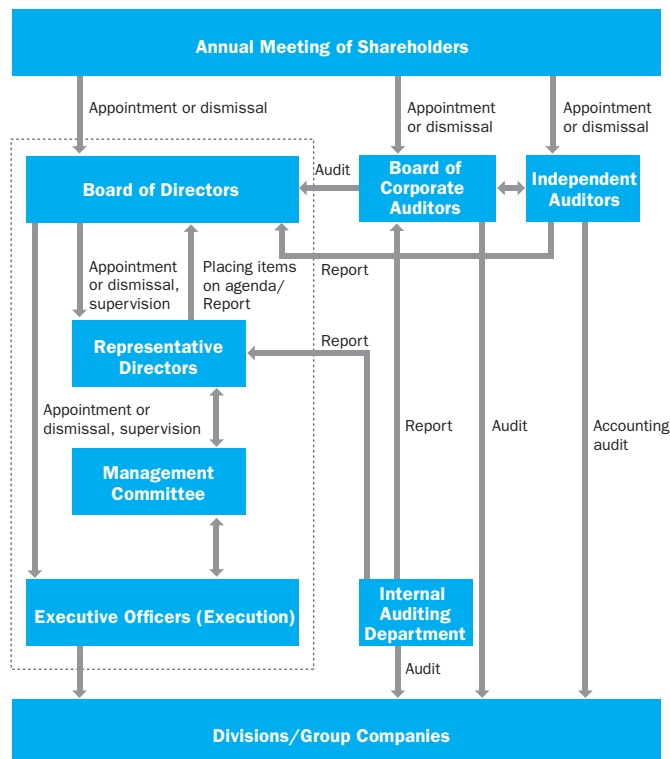 Annual Meeting of Shareholders
Appointment or dismissal
Appointment
or dismissal
Appointment
or dismissal
Board of Directors
Audit
Board of
Corporate
Auditors
Independent
Auditors
Appointment
or dismissal,
supervision
Placing items
on agenda/
Report
Report
Representative
Directors
Report
Appointment or
dismissal, supervision
Report
Audit
Accounting
audit
Management
Committee
Executive Officers (Execution)
Internal
Auditing
Department
Audit
Divisions/Group Companies